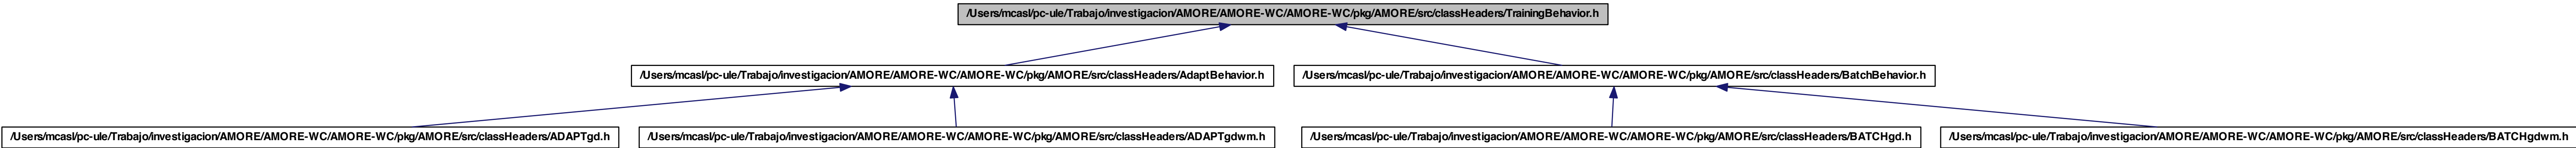 /Users/mcasl/pc-ule/Trabajo/investigacion/AMORE/AMORE-WC/AMORE-WC/pkg/AMORE/src/classHeaders/TrainingBehavior.h
/Users/mcasl/pc-ule/Trabajo/investigacion/AMORE/AMORE-WC/AMORE-WC/pkg/AMORE/src/classHeaders/AdaptBehavior.h
/Users/mcasl/pc-ule/Trabajo/investigacion/AMORE/AMORE-WC/AMORE-WC/pkg/AMORE/src/classHeaders/BatchBehavior.h
/Users/mcasl/pc-ule/Trabajo/investigacion/AMORE/AMORE-WC/AMORE-WC/pkg/AMORE/src/classHeaders/ADAPTgd.h
/Users/mcasl/pc-ule/Trabajo/investigacion/AMORE/AMORE-WC/AMORE-WC/pkg/AMORE/src/classHeaders/ADAPTgdwm.h
/Users/mcasl/pc-ule/Trabajo/investigacion/AMORE/AMORE-WC/AMORE-WC/pkg/AMORE/src/classHeaders/BATCHgd.h
/Users/mcasl/pc-ule/Trabajo/investigacion/AMORE/AMORE-WC/AMORE-WC/pkg/AMORE/src/classHeaders/BATCHgdwm.h